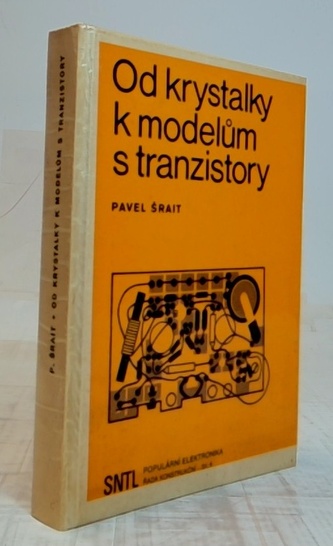 Od krystalky
k modelům
s tranzistory
PAVEL ŠRAIT
SNTL
POPULÁRNÍ ELEKTRONIKA
ŘADA KONSTRUKČNÍ
P. ŠRAIT • OD KRYSTALKY K MODELŮM S TRANZISTORY